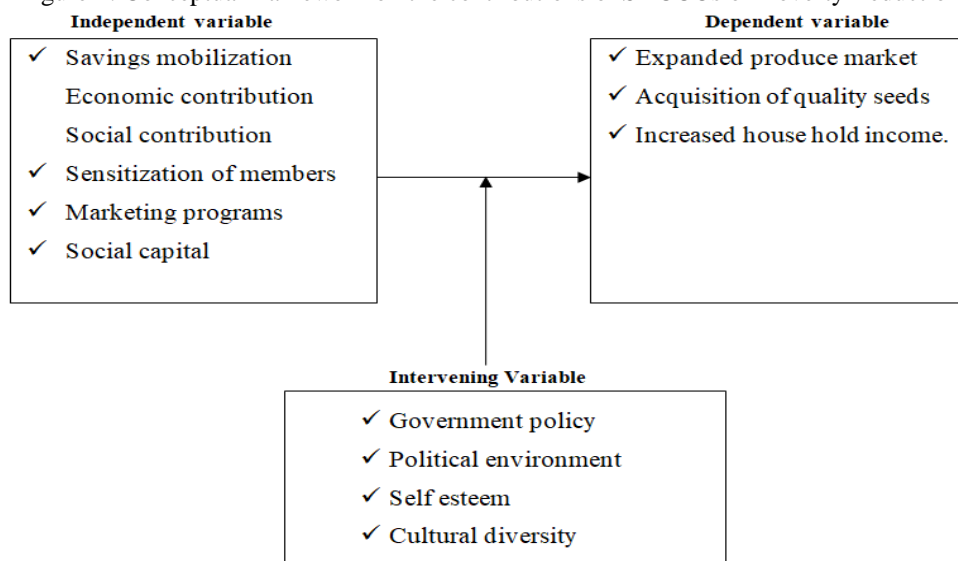 Independent variable
✓ Savings mobilization
Economic contribution
Social contribution
✓ Sensitization of members
✓ Marketing programs
✓ Social capital
Dependent variable
✓ Expanded produce market
✓ Acquisition of quality seeds
✓ Increased house hold income.
Intervening Variable
✓ Government policy
✓ Political environment
✓ Self esteem
✓ Cultural diversity